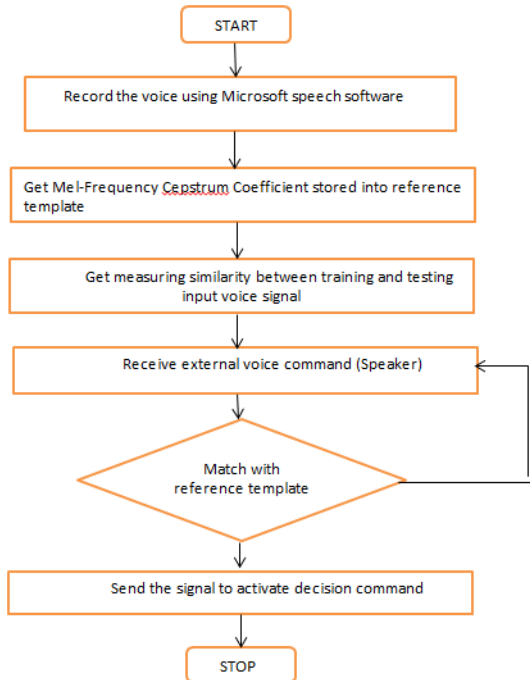 START
Record the voice using Microsoft speech software
Get Mel-Frequency Cepstrum Coefficient stored into reference
template
Get measuring similarity between training and testing
input voice signal
Receive external voice command (Speaker)
Match with
reference template
Send the signal to activate decision command
STOP